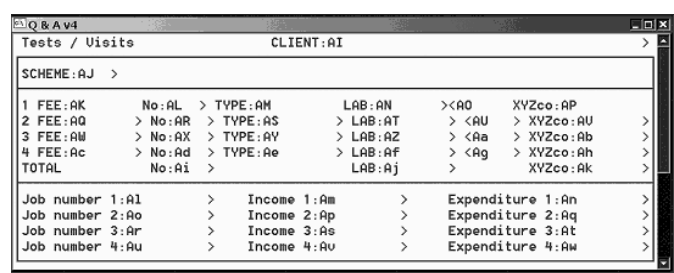 Q & A v4
Tests / Visits CLIENT:AI >
SCHEME:AJ >
1 FEE:AK No:AL > TYPE:AM LAB:AN ><AO XYZco:AP
2 FEE:AQ > No:AR > TYPE:AS > LAB:AT > <AU > XYZco:AV >
3 FEE:AW > No:AX > TYPE:AY > LAB:AZ > <Aa > XYZco:Ab >
4 FEE:Ac > No:Ad > TYPE:Ae > LAB:Af > <Ag > XYZco:Ah >
TOTAL No:Ai > LAB:Aj > XYZco:Ak >
Job number 1:Al > Income 1:Am > Expenditure 1:An >
Job number 2:Ao > Income 2:Ap > Expenditure 2:Aq >
Job number 3:Ar > Income 3:As > Expenditure 3:At >
Job number 4:Au > Income 4:Av > Expenditure 4:Aw >